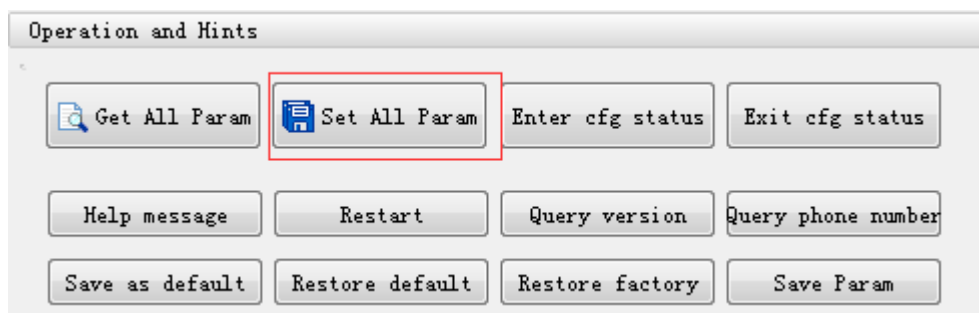 Operation and Hints
Get All Param Set All Param Enter cfg status Exit cfg status
Help message Restart Query version Query phone number
Save as default Restore default Restore factory Save Param